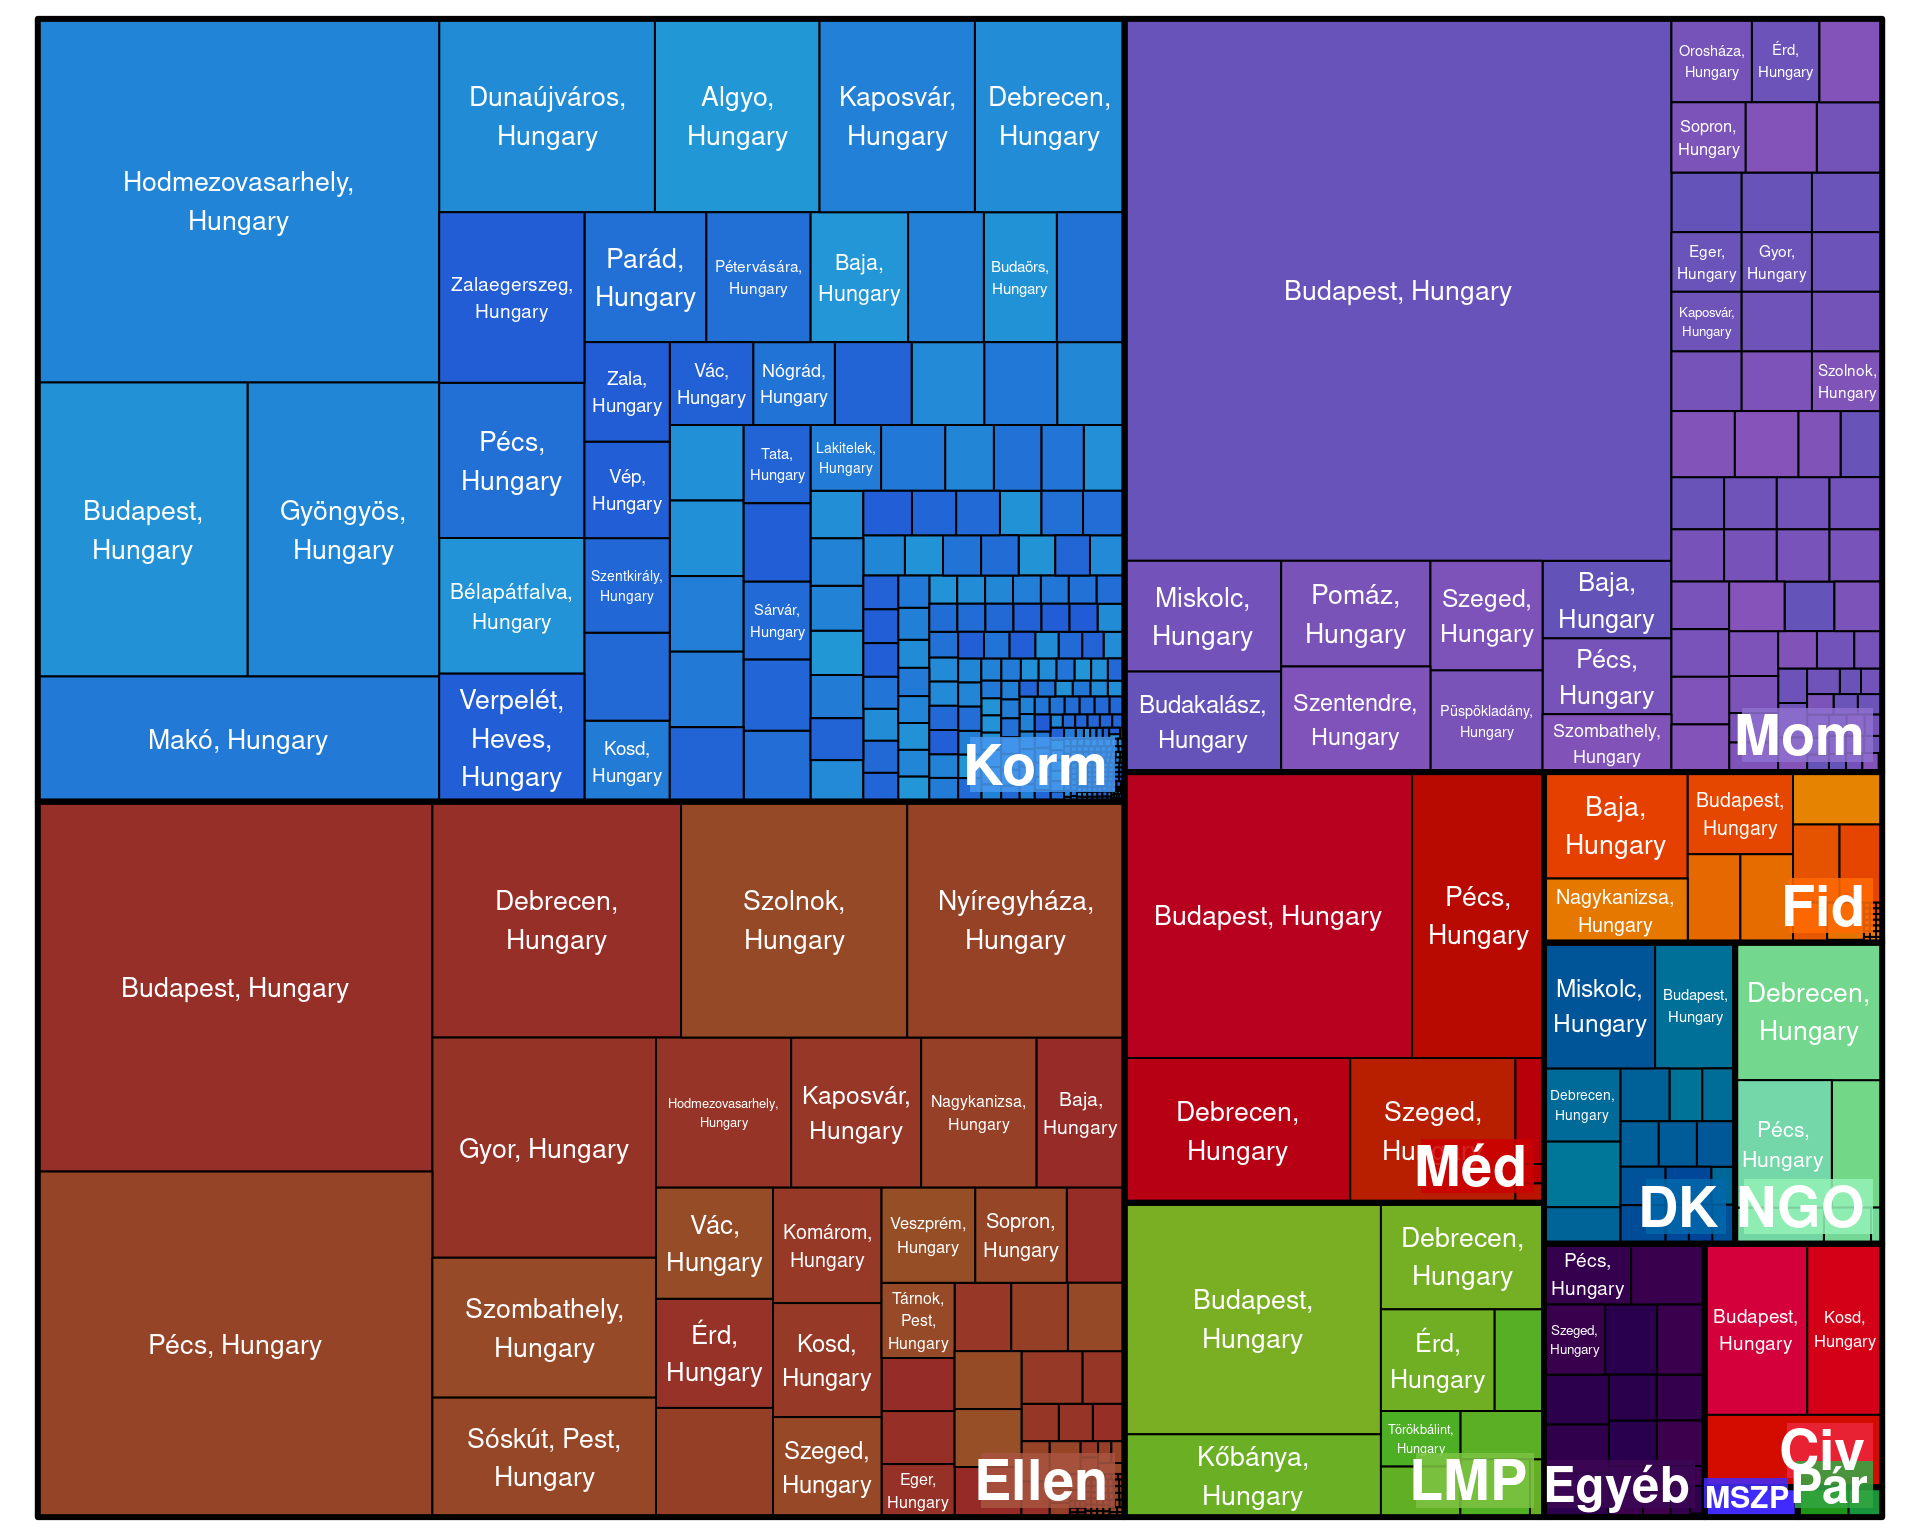 Hodmezovasarhely,
Hungary
Dunaújváros,
Hungary
Algyo,
Hungary
Kaposvár,
Hungary
Debrecen,
Hungary
Zalaegerszeg,
Hungary
Parád,
Hungary
Pétervására,
Hungary
Baja,
Hungary
Budaörs,
Hungary
Budapest,
Hungary
Gyöngyös,
Hungary
Makó, Hungary
Pécs,
Hungary
Zala,
Hungary
Vác,
Hungary
Nógrád,
Hungary
Vép,
Hungary
Tata,
Hungary
Lakitelek,
Hungary
Bélapátfalva,
Hungary
Szentkirály,
Hungary
Sárvár,
Hungary
Verpelét,
Heves,
Hungary
Kosd,
Hungary
Korm
Budapest, Hungary
Orosháza,
Hungary
Érd,
Hungary
Sopron,
Hungary
Eger,
Hungary
Gyor,
Hungary
Kaposvár,
Hungary
Szolnok,
Hungary
Miskolc,
Hungary
Pomáz,
Hungary
Szeged,
Hungary
Baja,
Hungary
Pécs,
Hungary
Budakalász,
Hungary
Szentendre,
Hungary
Püspökladány,
Hungary
Szombathely,
Hungary
Mom
Budapest, Hungary
Pécs, Hungary
Debrecen,
Hungary
Szolnok,
Hungary
Nyíregyháza,
Hungary
Gyor, Hungary
Hodmezovasarhely,
Hungary
Kaposvár,
Hungary
Nagykanizsa,
Hungary
Baja,
Hungary
Szombathely,
Hungary
Sóskút, Pest,
Hungary
Vác,
Hungary
Komárom,
Hungary
Veszprém,
Hungary
Sopron,
Hungary
Érd,
Hungary
Kosd,
Hungary
Tárnok,
Pest,
Hungary
Szeged,
Hungary
Eger,
Hungary
Ellen
Budapest, Hungary
Pécs,
Hungary
Debrecen,
Hungary
Szeged,
Hungary
Méd
Baja,
Hungary
Budapest,
Hungary
Nagykanizsa,
Hungary
Fid
Miskolc,
Hungary
Budapest,
Hungary
Debrecen,
Hungary
DK
Debrecen,
Hungary
Pécs,
Hungary
NGO
Budapest,
Hungary
Debrecen,
Hungary
Érd,
Hungary
Törökbálint,
Hungary
Kőbánya,
Hungary
LMP
Pécs,
Hungary
Szeged,
Hungary
Egyéb
Budapest,
Hungary
Kosd,
Hungary
Civ
MSZP
Pár